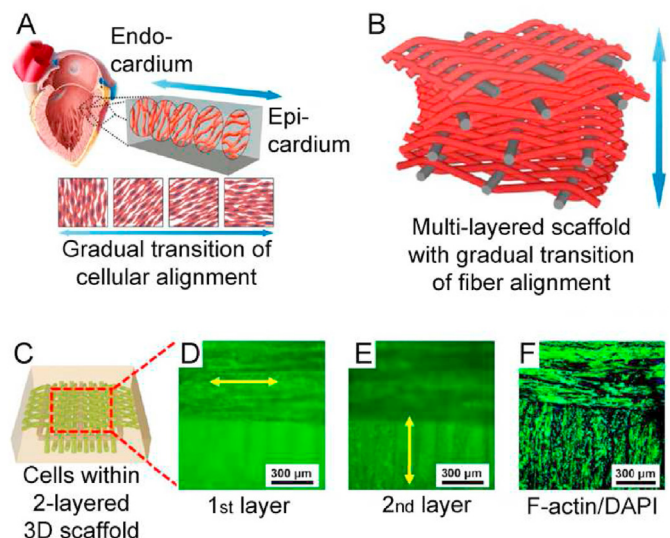 A
Endo-
cardium
Epi-
cardium
Gradual transition of
cellular alignment
B
Multi-layered scaffold
with gradual transition
of fiber alignment
C
Cells within
2-layered
3D scaffold
D
300 µm
1st layer
E
300 µm
2nd layer
F
300 µm
F-actin/DAPI